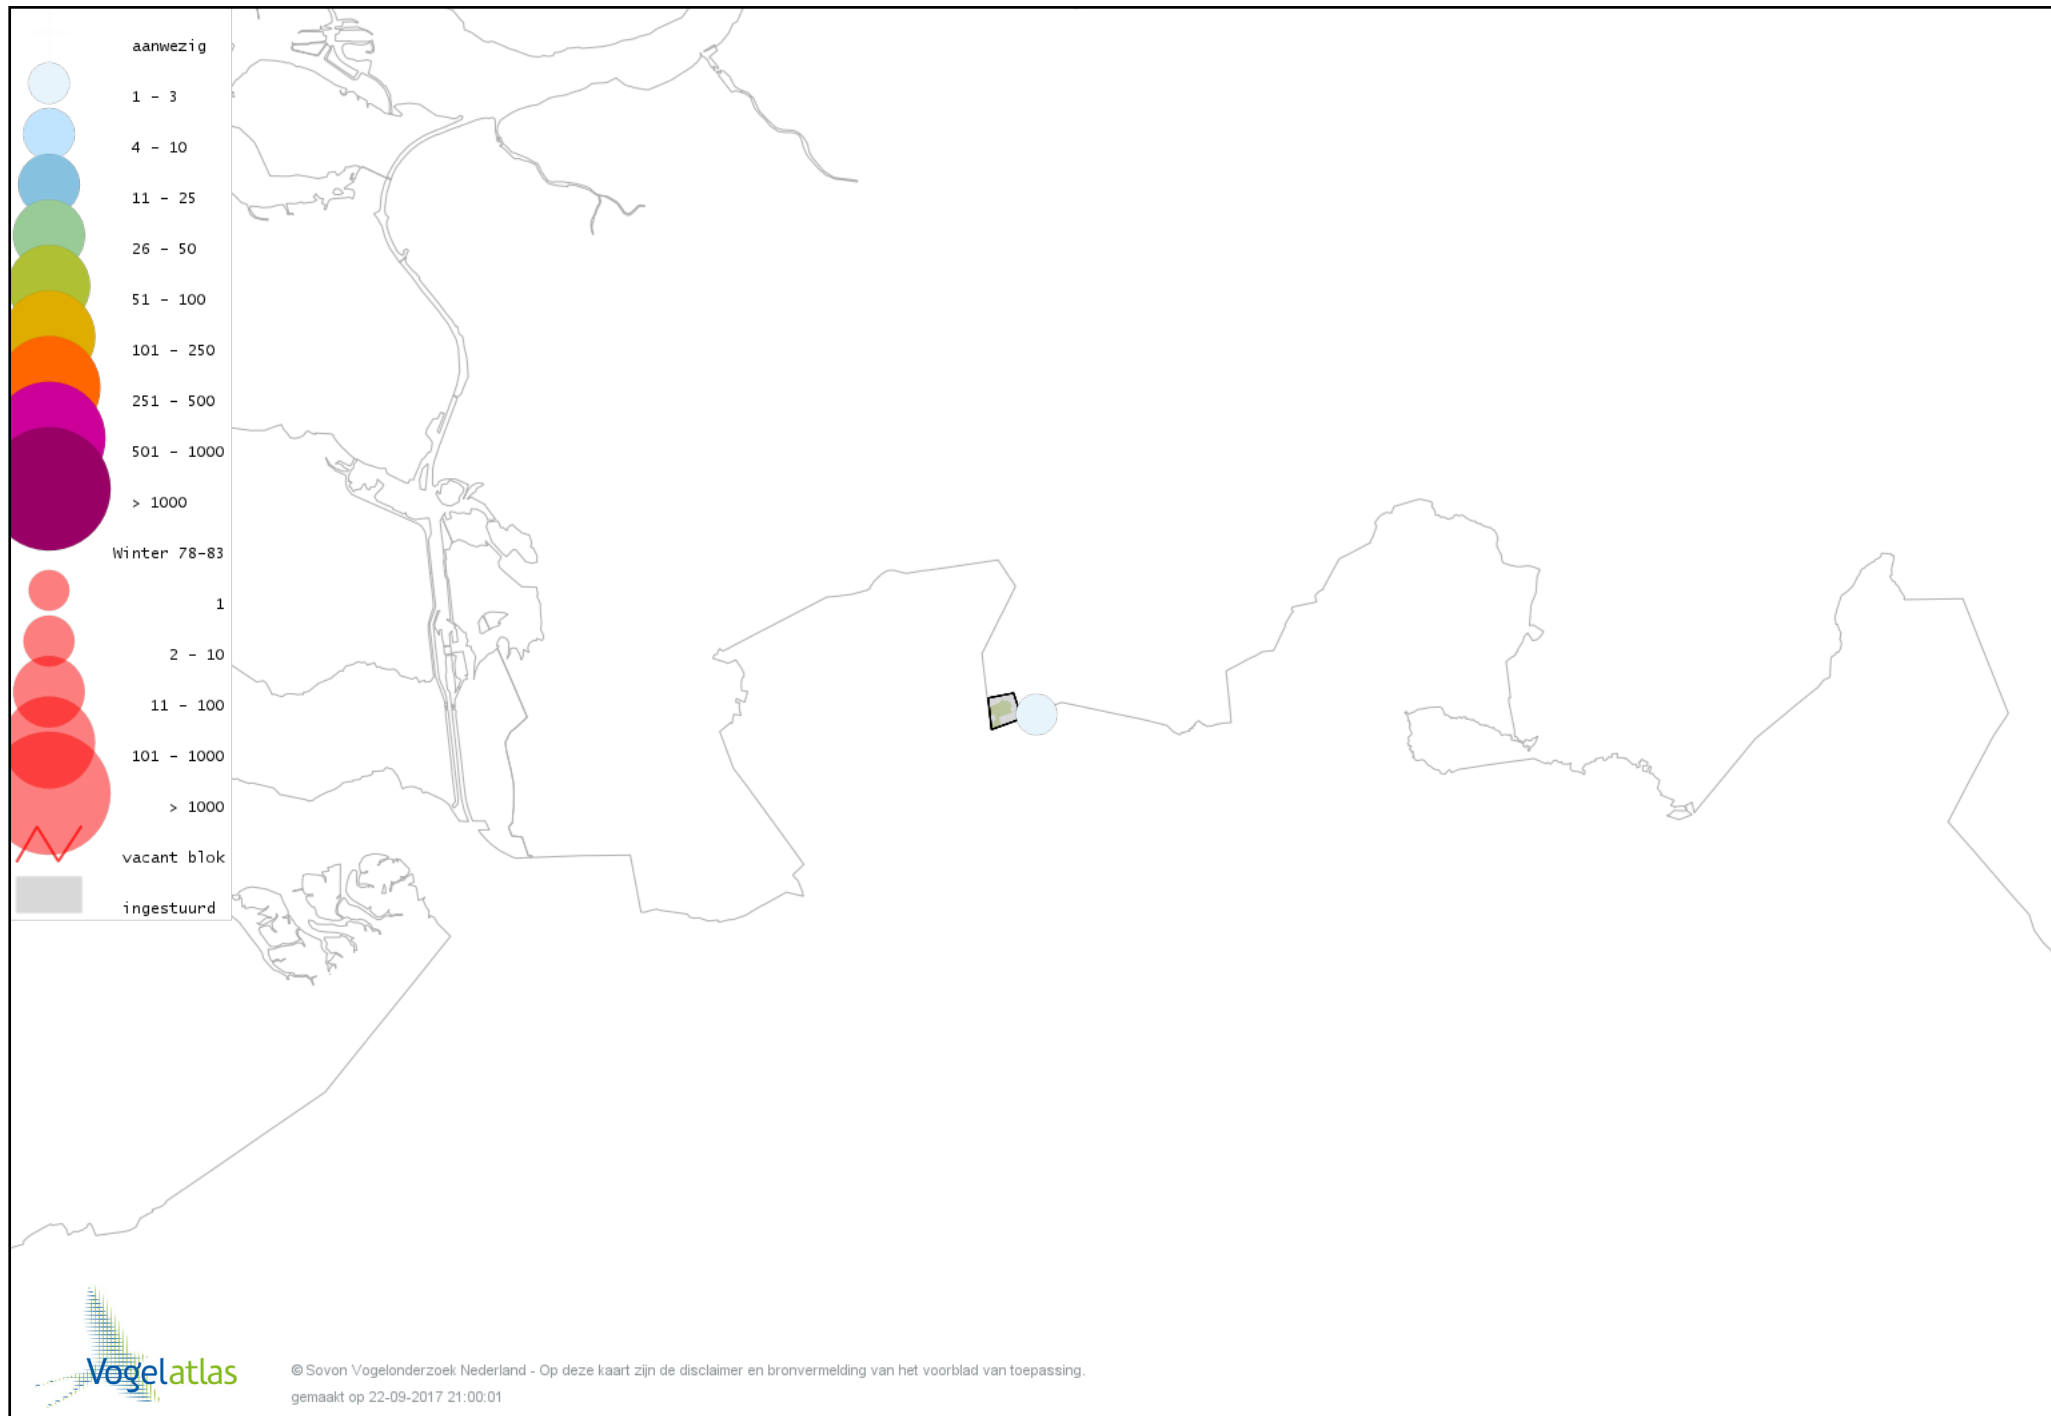 aanwezig
1 - 3
4 - 10
11 - 25
26 - 50
51 - 100
101 - 250
251 - 500
501 - 1000
> 1000
Winter 78-83
1
2 - 10
11 - 100
101 - 1000
> 1000
vacant blok
ingestuurd
Vogelatlas
© Sovon Vogelonderzoek Nederland - Op deze kaart zijn de disclaimer en bronvermelding van het voorblad van toepassing.
gemaakt op 22-09-2017 21:00:01